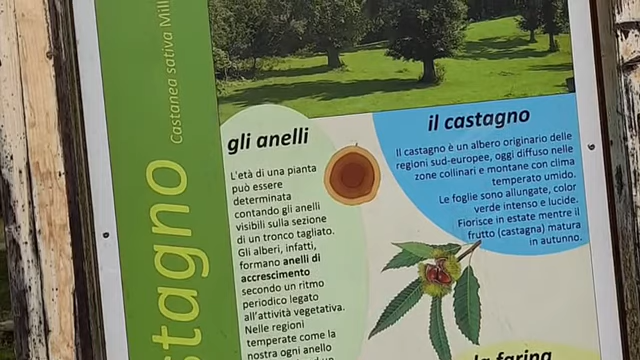 Castanea sativa Mill
stagno
gli anelli
L'età di una pianta
può essere
determinata
contando gli anelli
visibili sulla sezione
di un tronco tagliato.
Gli alberi, infatti,
formano anelli di
accrescimento
secondo un ritmo
periodico legato
all'attività vegetativa.
Nelle regioni
temperate come la
nostra ogni anello
il castagno
Il castagno è un albero originario delle
regioni sud-europee, oggi diffuso nelle
zone collinari e montane con clima
temperato umido.
Le foglie sono allungate, color
verde intenso e lucide.
Fiorisce in estate mentre il
frutto (castagna) matura
in autunno.
la farina